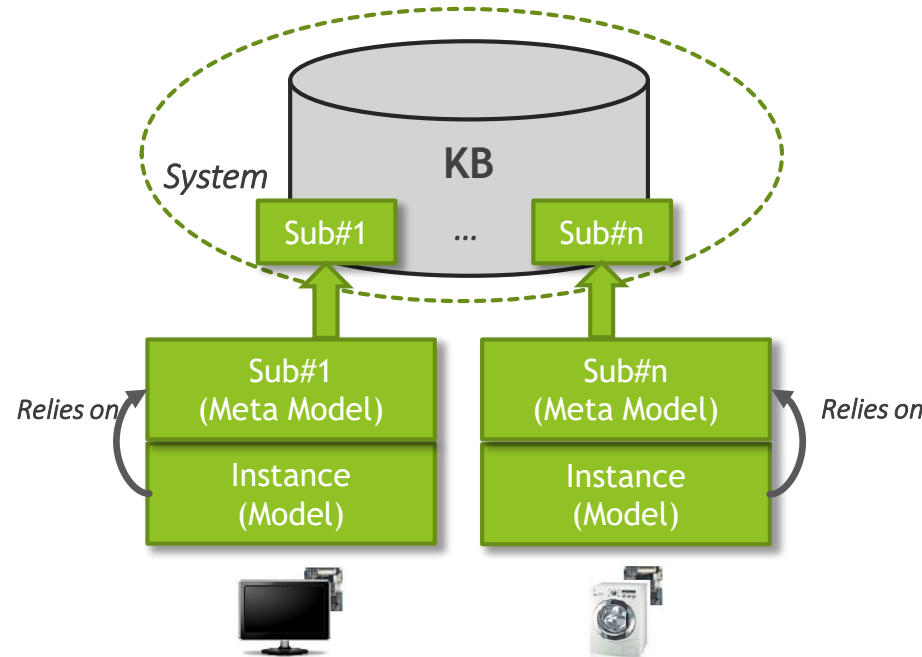 KB
System
Sub#1
...
Sub#n
Sub#1
(Meta Model)
Sub#n
(Meta Model)
Relies on
Relies on
Instance
(Model)
Instance
(Model)